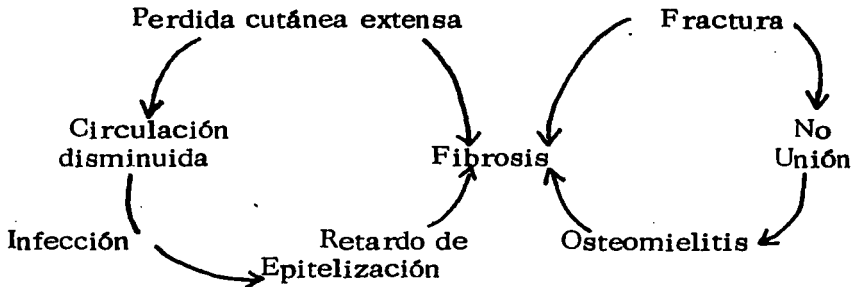 Perdida cutánea extensa
Fractura
Circulación
disminuida
Fibrosis
No
Unión
Infección
Retardo de
Epitelización
Osteomielitis